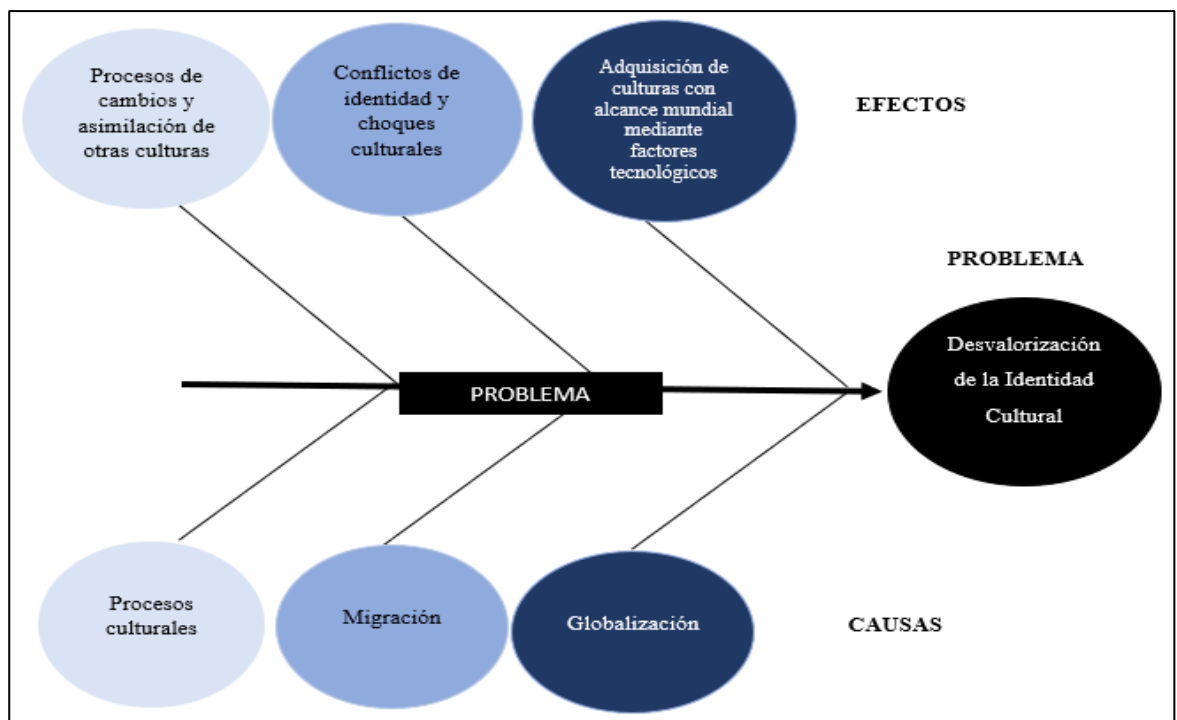 Procesos de
cambios y
asimilación de
otras culturas
Conflictos de
identidad y
choques
culturales
Adquisición de
culturas con
alcance mundial
mediante
factores
tecnológicos
EFECTOS
PROBLEMA
Desvalorización
de la Identidad
Cultural
PROBLEMA
Procesos
culturales
Migración
Globalización
CAUSAS